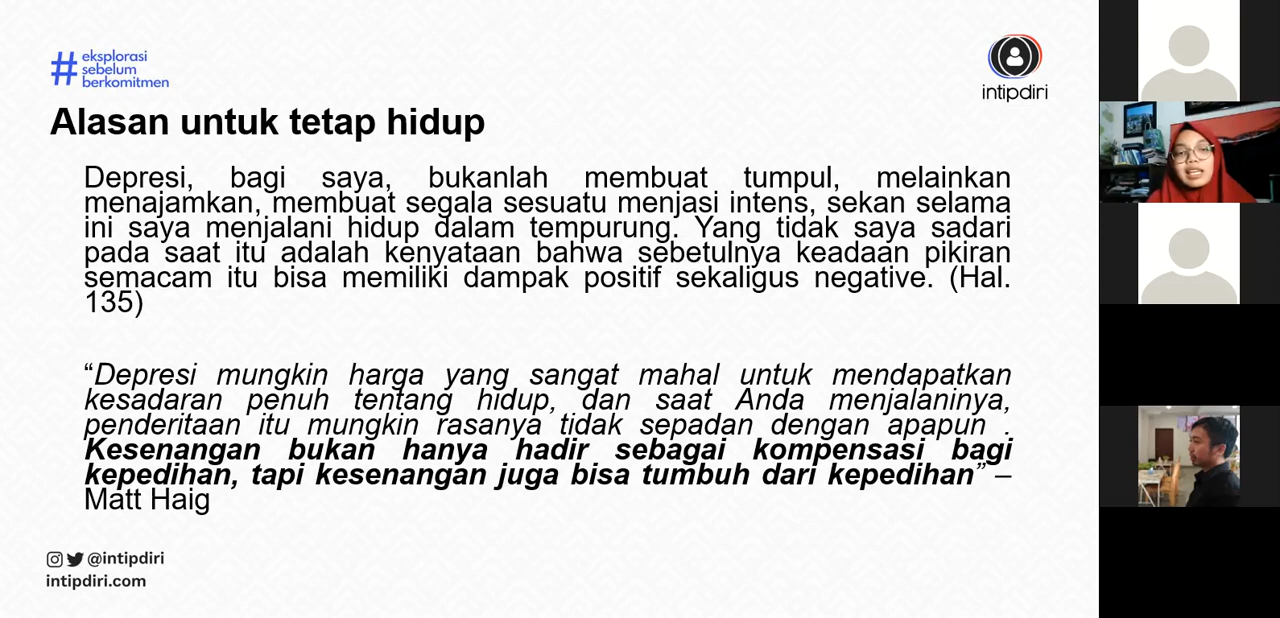 # eksplorasi
sebelum
berkomitmen
intipdiri
Alasan untuk tetap hidup
Depresi, bagi saya, bukanlah membuat tumpul, melainkan
menajamkan, membuat segala sesuatu menjasi intens, sekan selama
ini saya menjalani hidup dalam tempurung. Yang tidak saya sadari
pada saat itu adalah kenyataan bahwa sebetulnya keadaan pikiran
semacam itu bisa memiliki dampak positif sekaligus negative. (Hal.
135)
“Depresi mungkin harga yang sangat mahal untuk mendapatkan
kesadaran penuh tentang hidup, dan saat Anda menjalaninya,
penderitaan itu mungkin rasanya tidak sepadan dengan apapun .
Kesenangan bukan hanya hadir sebagai kompensasi bagi
kepedihan, tapi kesenangan juga bisa tumbuh dari kepedihan” –
Matt Haig
@intipdiri
intipdiri.com